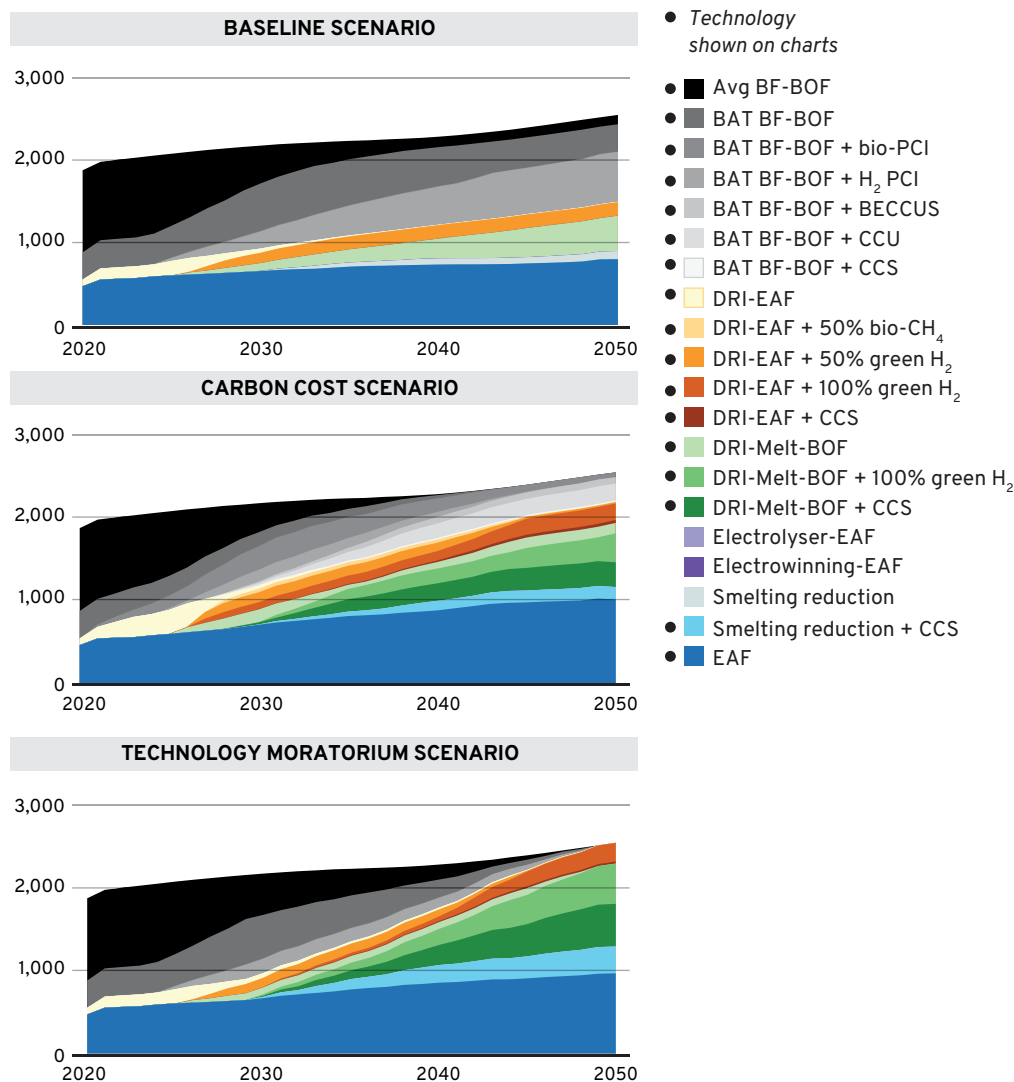 BASELINE SCENARIO
3,000
2,000
1,000
0
2020 2030 2040 2050
CARBON COST SCENARIO
3,000
2,000
1,000
0
2020 2030 2040 2050
TECHNOLOGY MORATORIUM SCENARIO
3,000
2,000
1,000
0
2020 2030 2040 2050
Technology
shown on charts
Avg BF-BOF
BAT BF-BOF
BAT BF-BOF + bio-PCI
BAT BF-BOF + H₂ PCI
BAT BF-BOF + BECCUS
BAT BF-BOF + CCU
BAT BF-BOF + CCS
DRI-EAF
DRI-EAF + 50% bio-CH₄
DRI-EAF + 50% green H₂
DRI-EAF + 100% green H₂
DRI-EAF + CCS
DRI-Melt-BOF
DRI-Melt-BOF + 100% green H₂
DRI-Melt-BOF + CCS
Electrolyser-EAF
Electrowinning-EAF
Smelting reduction
Smelting reduction + CCS
EAF